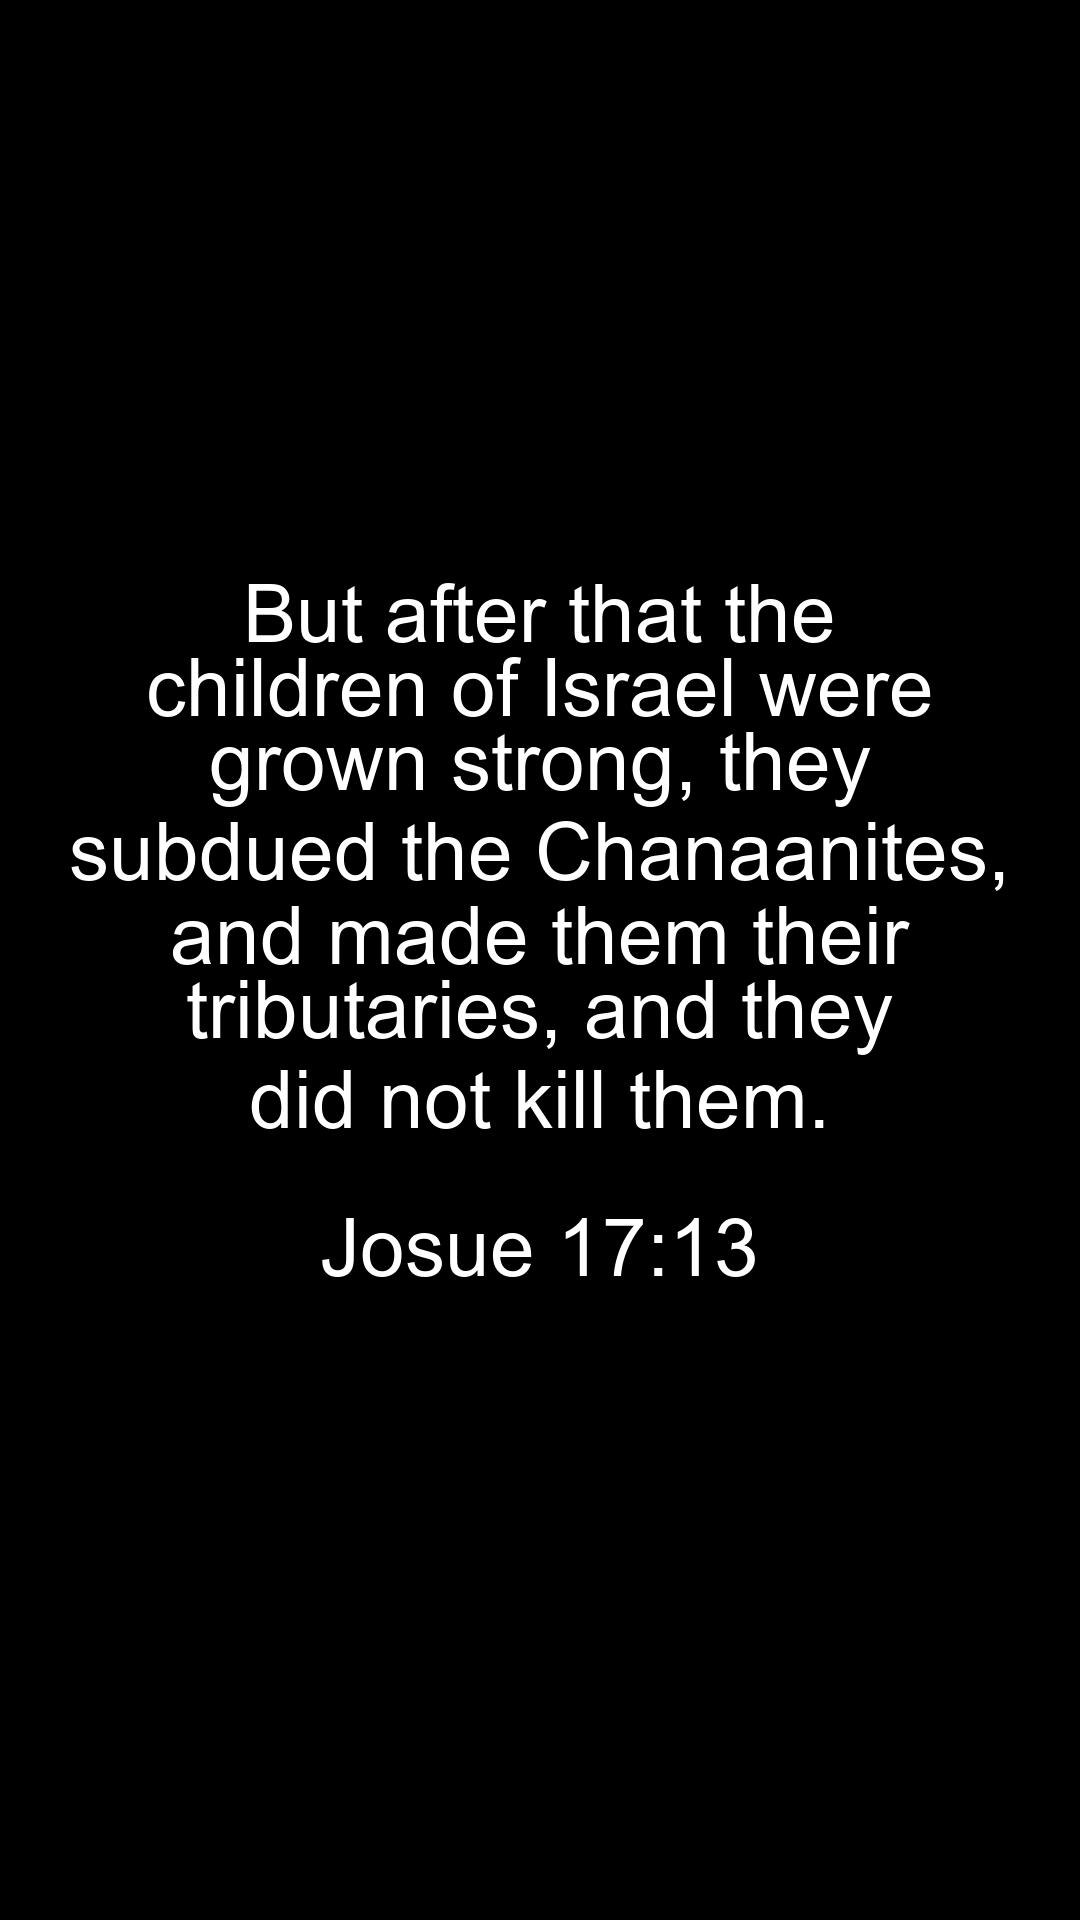 But after that the
children of Israel were
grown strong, they
subdued the Chanaanites,
and made them their
tributaries, and they
did not kill them.
Josue 17:13